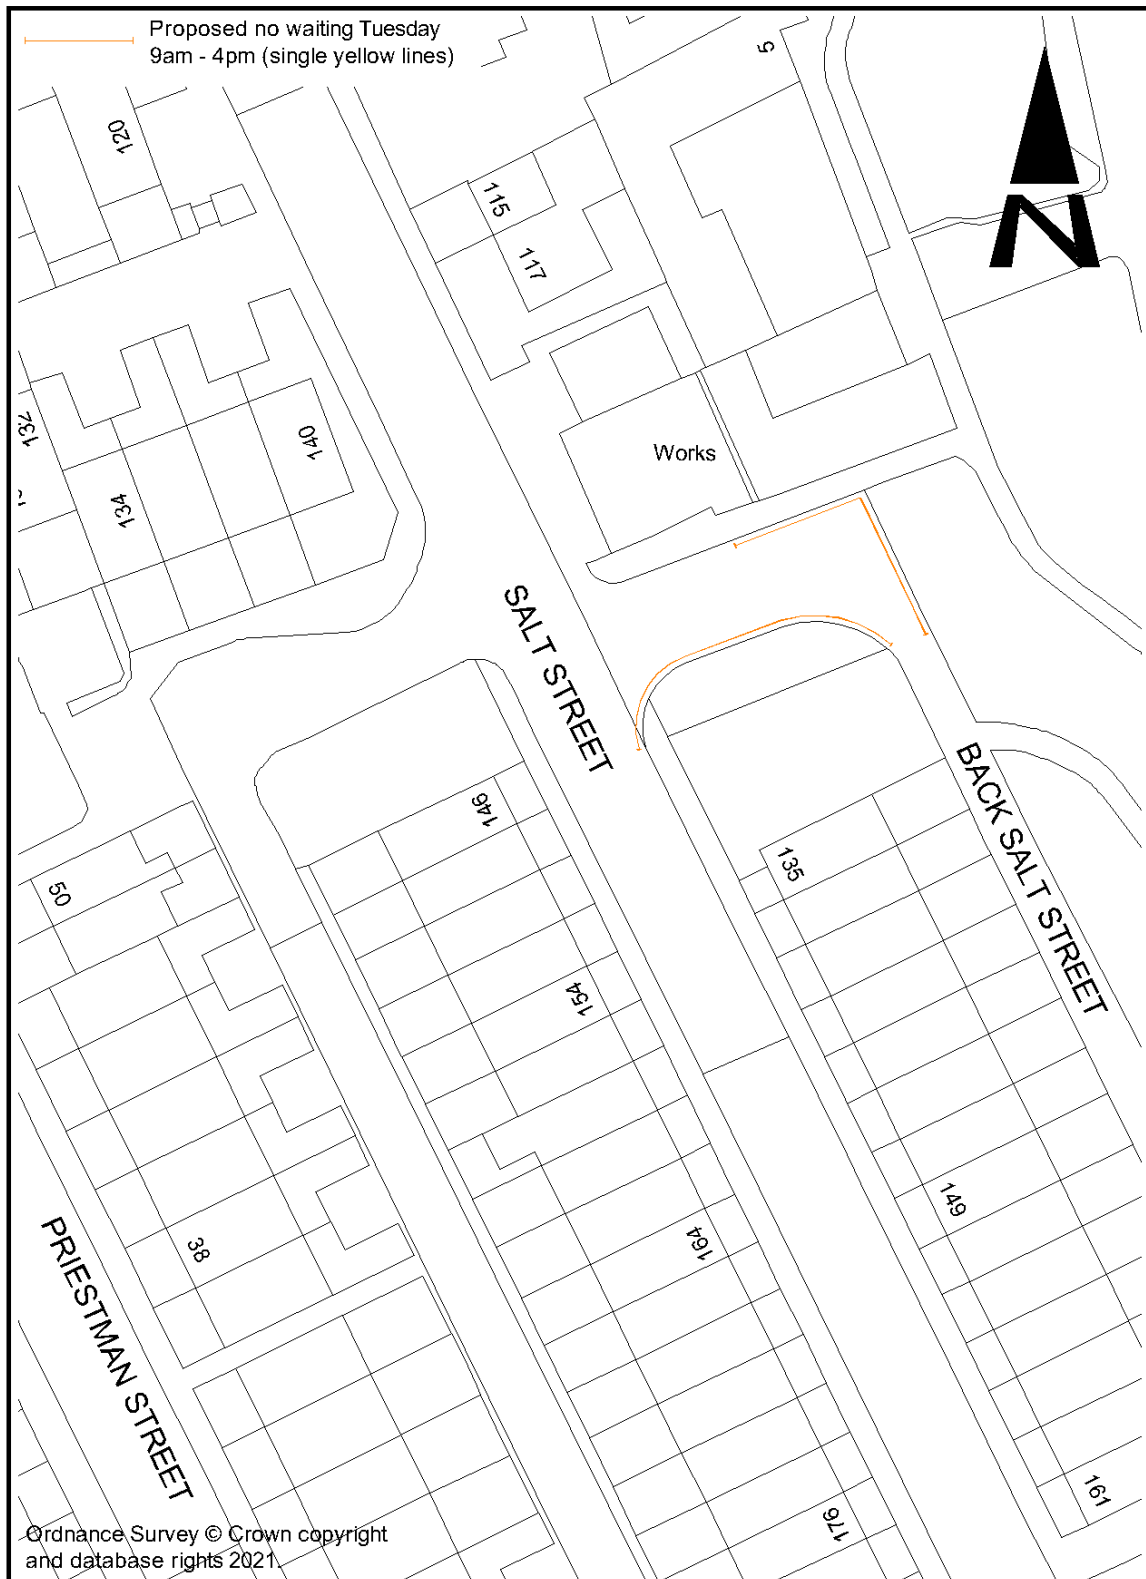 Proposed no waiting Tuesday
9am - 4pm (single yellow lines)
5
120
115
117
N
132
140
134
Works
SALT STREET
146
135
BACK SALT STREET
50
154
149
38
164
PRIESTMAN STREET
161
176
Ordnance Survey © Crown copyright
and database rights 2021.